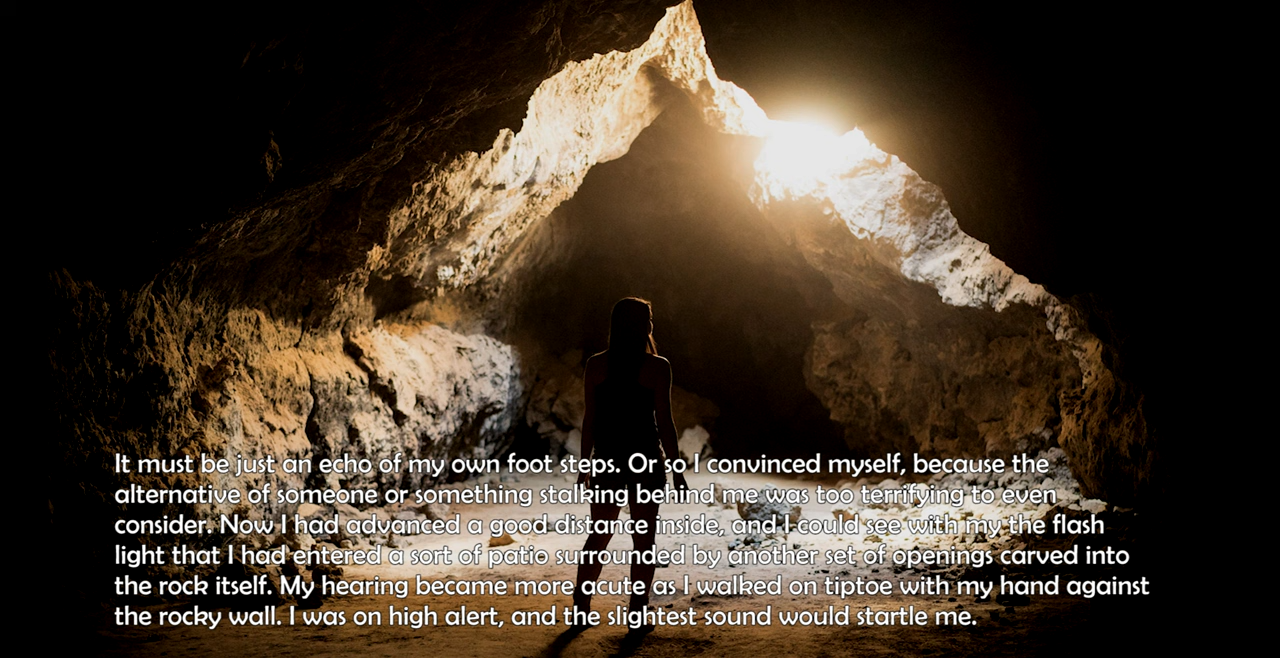 It must be just an echo of my own foot steps. Or so I convinced myself, because the
alternative of someone or something stalking behind me was too terrifying to even
consider. Now I had advanced a good distance inside, and I could see with my the flash
light that I had entered a sort of patio surrounded by another set of openings carved into
the rock itself. My hearing became more acute as I walked on tiptoe with my hand against
the rocky wall. I was on high alert, and the slightest sound would startle me.